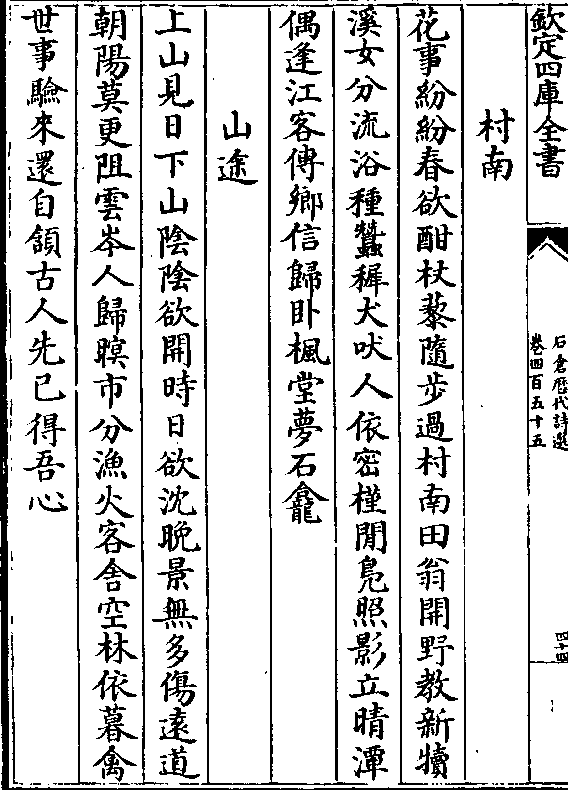 欽定四庫全書
石倉歷代詩選
卷四百五十五
四十四
村南
花事紛紛春欲酣杖藜隨步過村南田翁開野教新犢
溪女分流浴種蠶穉犬吠人依密槿閒鳧照影立晴潭
偶逢江客傳鄉信歸卧楓堂夢石龕
山途
上山見日下山陰陰欲開時日欲沈晚景無多傷遠道
朝陽莫更阻雲岑人歸暝市分漁火客舎空林依暮禽
世事驗來還自頷古人先已得吾心